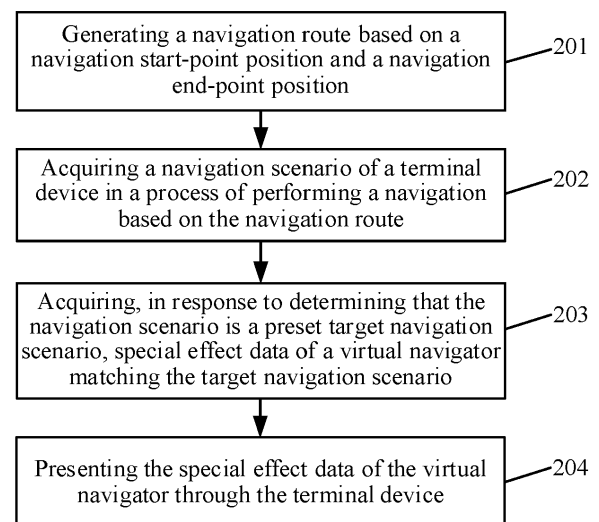 Generating a navigation route based on a
navigation start-point position and a navigation
end-point position
201
Acquiring a navigation scenario of a terminal
device in a process of performing a navigation
based on the navigation route
202
Acquiring, in response to determining that the
navigation scenario is a preset target navigation
scenario, special effect data of a virtual navigator
matching the target navigation scenario
203
Presenting the special effect data of the virtual
navigator through the terminal device
204